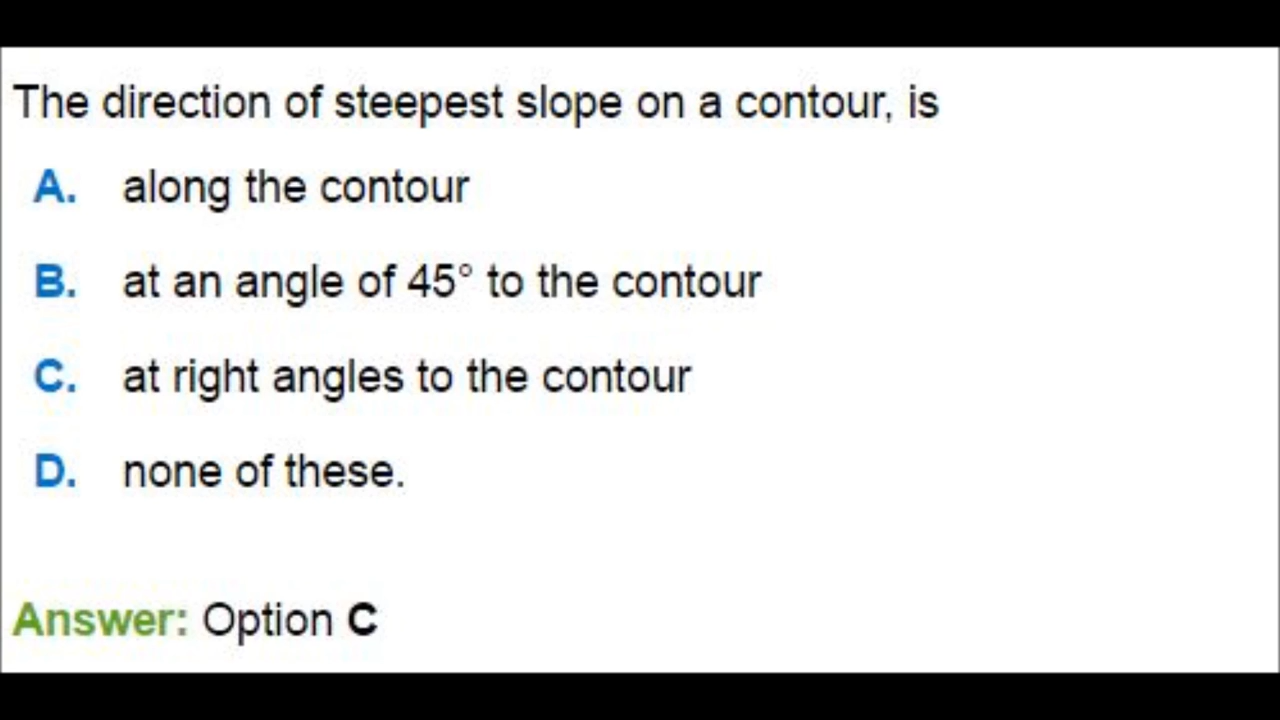 The direction of steepest slope on a contour, is
A. along the contour
B. at an angle of 45° to the contour
C. at right angles to the contour
D. none of these.
Answer: Option C